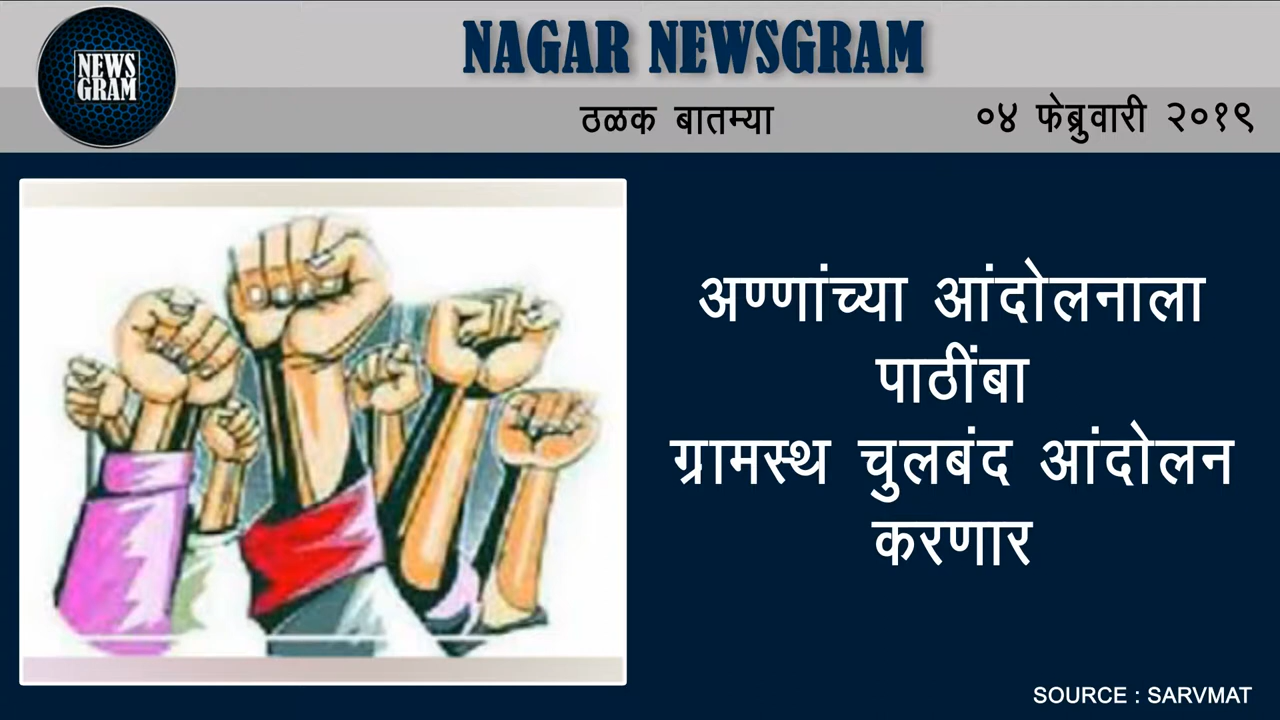 NEWS
GRAM
NAGAR NEWSGRAM
ठळक बातम्या
०४ फेब्रुवारी २०१९
अण्णांच्या आंदोलनाला
पाठींबा
ग्रामस्थ चुलबंद आंदोलन
करणार
SOURCE : SARVMAT